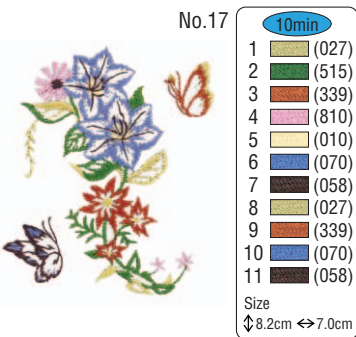 No.17
10min
1 (027)
2 (515)
3 (339)
4 (810)
5 (010)
6 (070)
7 (058)
8 (027)
9 (339)
10 (070)
11 (058)
Size
↕8.2cm ↔7.0cm